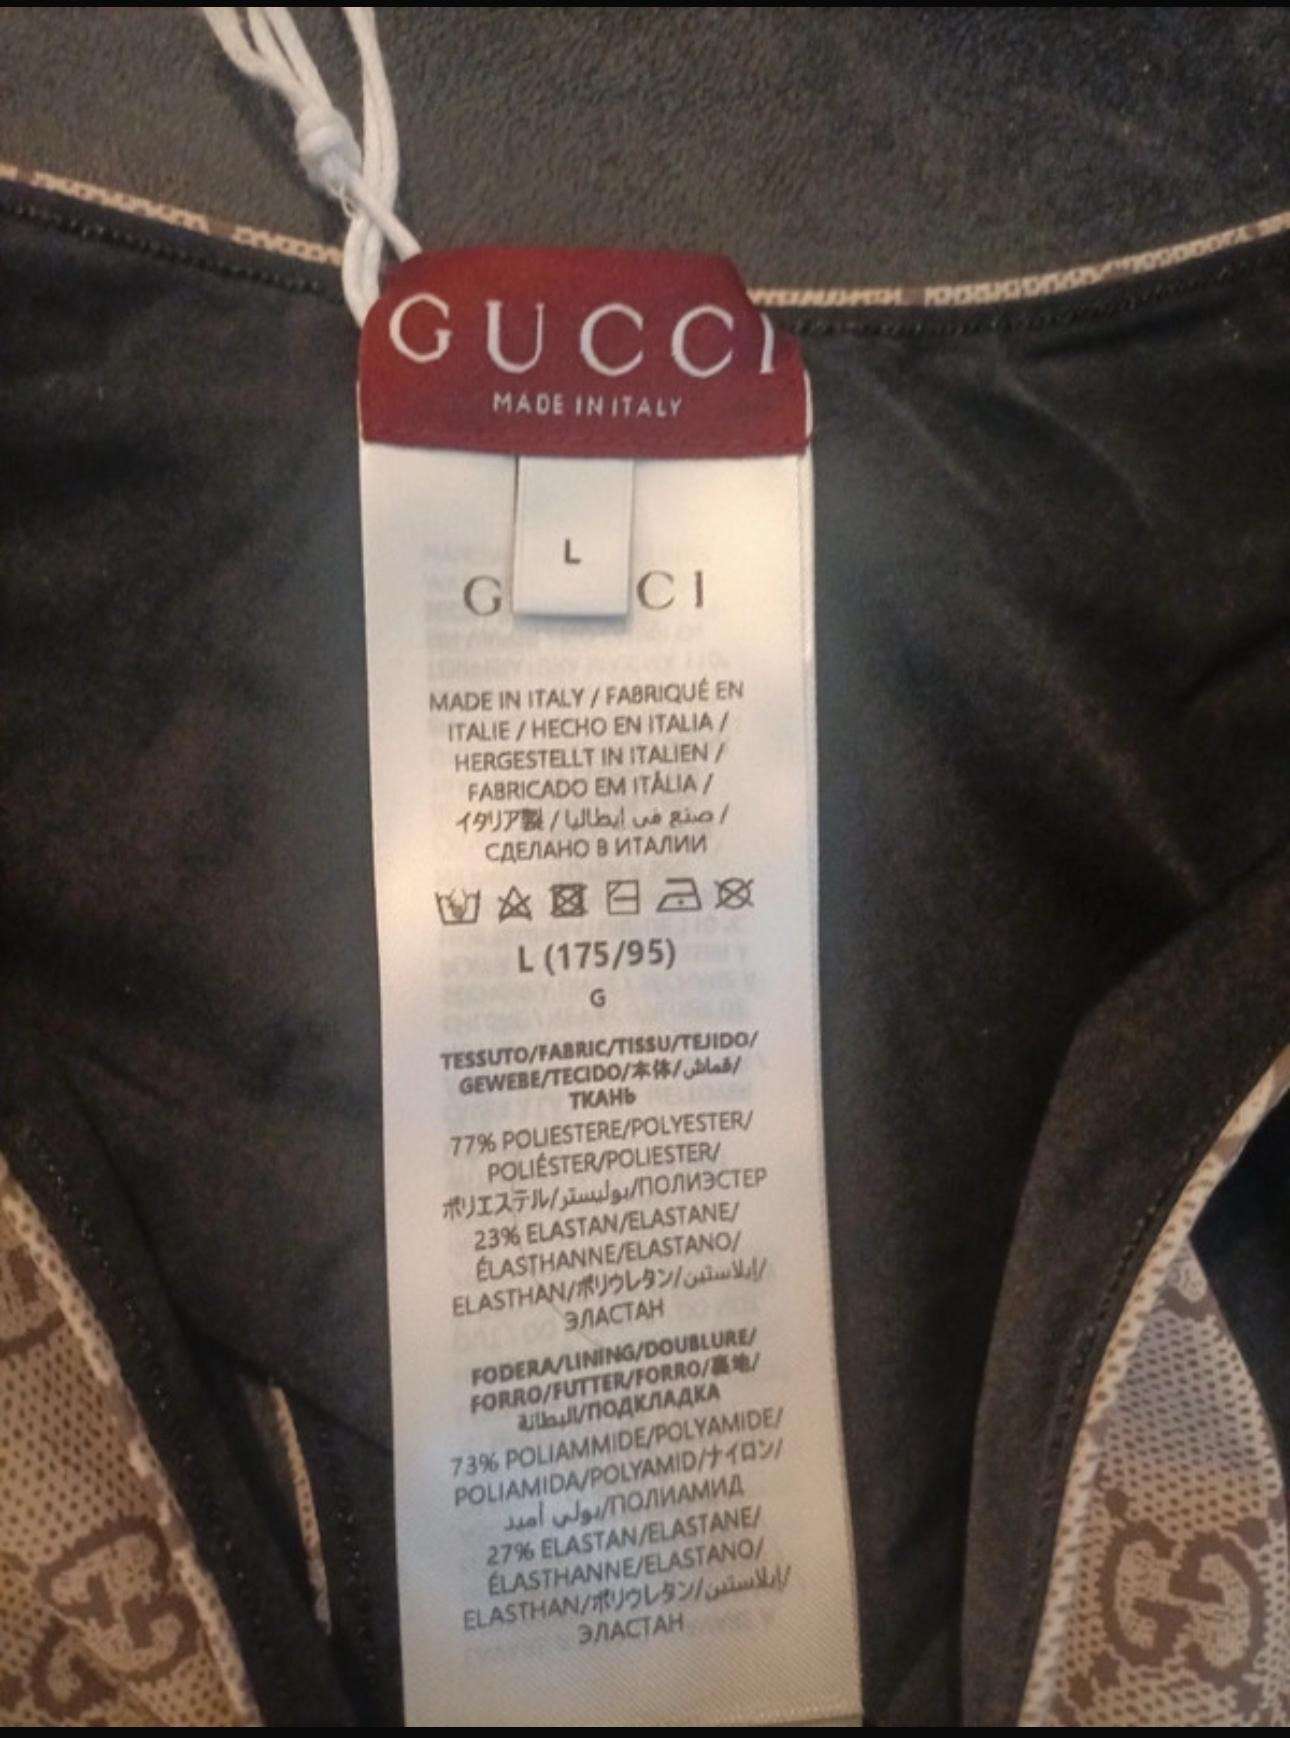 GUCCI
MADE IN ITALY
L
G CI
MADE IN ITALY / FABRIQUÉ EN
ITALIE / HECHO EN ITALIA /
HERGESTELLT IN ITALIEN /
FABRICADO EM ITÁLIA /
イタリア製 / صنع في إيطاليا /
СДЕЛАНО В ИТАЛИИ
L (175/95)
G
TESSUTO/FABRIC/TISSU/TEJIDO/
GEWEBE/TECIDO/本体/قماش/
ТКАНЬ
77% POLIESTERE/POLYESTER/
POLIÉSTER/POLIESTER/
ポリエステル/بوليستر/ПОЛИЭСТЕР
23% ELASTAN/ELASTANE/
ÉLASTHANNE/ELASTANO/
ELASTHAN/ポリウレタン/إيلاستين/
ЭЛАСТАН
FODERA/LINING/DOUBLURE/
FORRO/FUTTER/FORRO/裏地/
البطانة/ПОДКЛАДКА
73% POLIAMMIDE/POLYAMIDE/
POLIAMIDA/POLYAMID/ナイロン/
بولي أميد/ПОЛИАМИД
27% ELASTAN/ELASTANE/
ÉLASTHANNE/ELASTANO/
ELASTHAN/ポリウレタン/إيلاستين/
ЭЛАСТАН